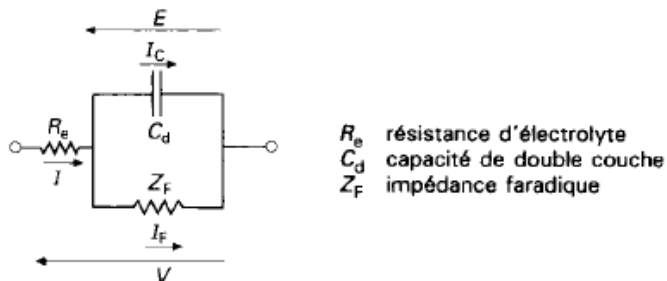 E
I_C
R_e
C_d
I
Z_F
I_F
V
R_e résistance d'électrolyte
C_d capacité de double couche
Z_F impédance faradique